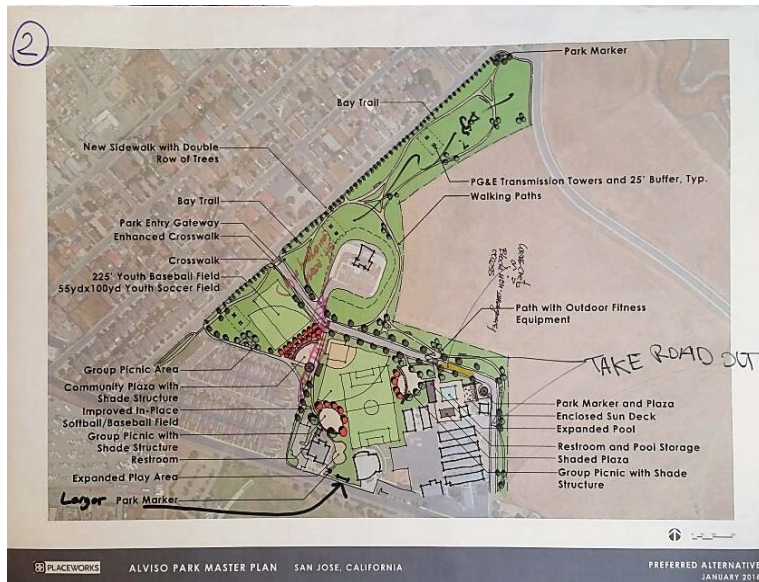 2
Park Marker
Bay Trail
New Sidewalk with Double
Row of Trees
PG&E Transmission Towers and 25' Buffer, Typ.
Walking Paths
Bay Trail
Park Entry Gateway
Enhanced Crosswalk
Crosswalk
225' Youth Baseball Field
55ydx100yd Youth Soccer Field
Path with Outdoor Fitness
Equipment
TAKE ROAD OUT
Group Picnic Area
Community Plaza with
Shade Structure
Improved In-Place
Softball/Baseball Field
Group Picnic with
Shade Structure
Restroom
Expanded Play Area
Larger Park Marker
Park Marker and Plaza
Enclosed Sun Deck
Expanded Pool
Restroom and Pool Storage
Shaded Plaza
Group Picnic with Shade
Structure
PLACEWORKS
ALVISO PARK MASTER PLAN SAN JOSE, CALIFORNIA
PREFERRED ALTERNATIVE
JANUARY 2016